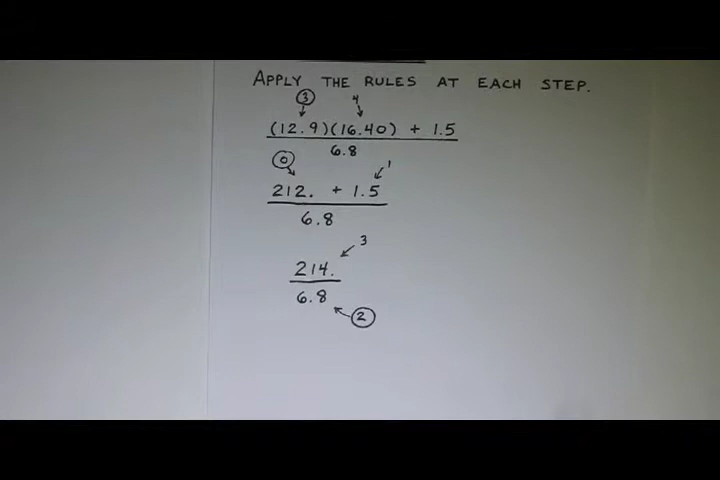 APPLY THE RULES AT EACH STEP.
3 4
(12.9)(16.40) + 1.5
6.8
0 1
212. + 1.5
6.8
3
214.
6.8
2